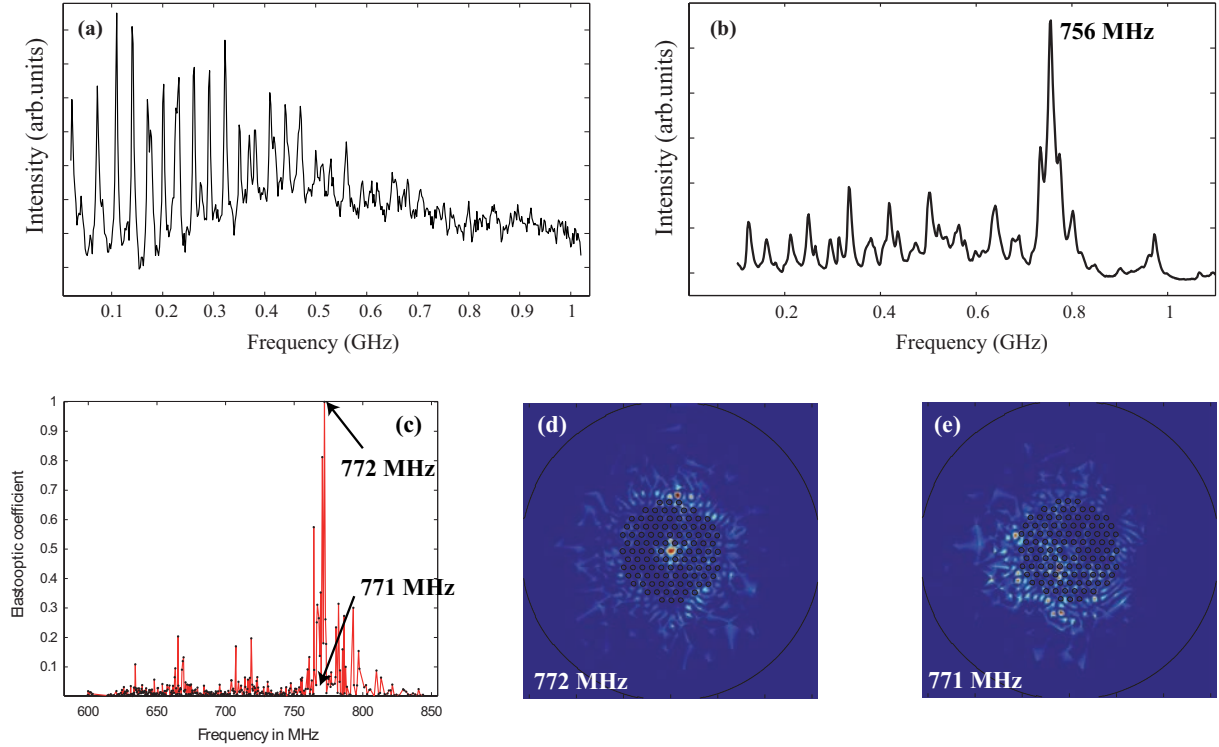 (a)
Intensity (arb.units)
0.1 0.2 0.3 0.4 0.5 0.6 0.7 0.8 0.9 1
Frequency (GHz)
(b)
756 MHz
Intensity (arb.units)
0.2 0.4 0.6 0.8 1
Frequency (GHz)
(c)
1
0.9
0.8
0.7
0.6
0.5
0.4
0.3
0.2
0.1
772 MHz
771 MHz
Elastooptic coefficient
600 650 700 750 800 850
Frequency in MHz
(d)
772 MHz
(e)
771 MHz